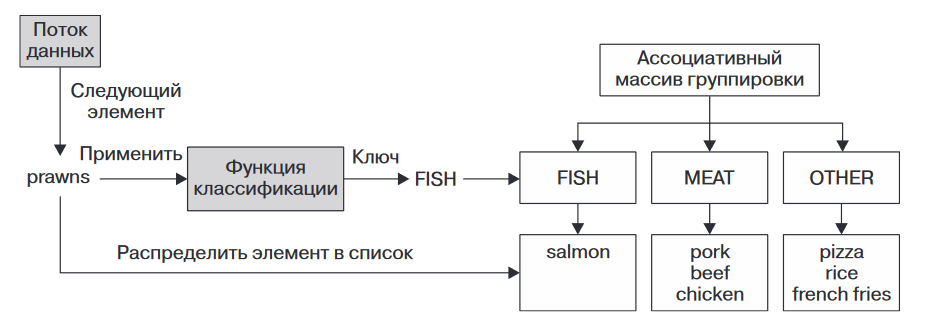 Поток
данных
Ассоциативный
массив группировки
Следующий
элемент
Применить
prawns
Функция
классификации
Ключ
FISH
FISH
MEAT
OTHER
Распределить элемент в список
salmon
pork
beef
chicken
pizza
rice
french fries